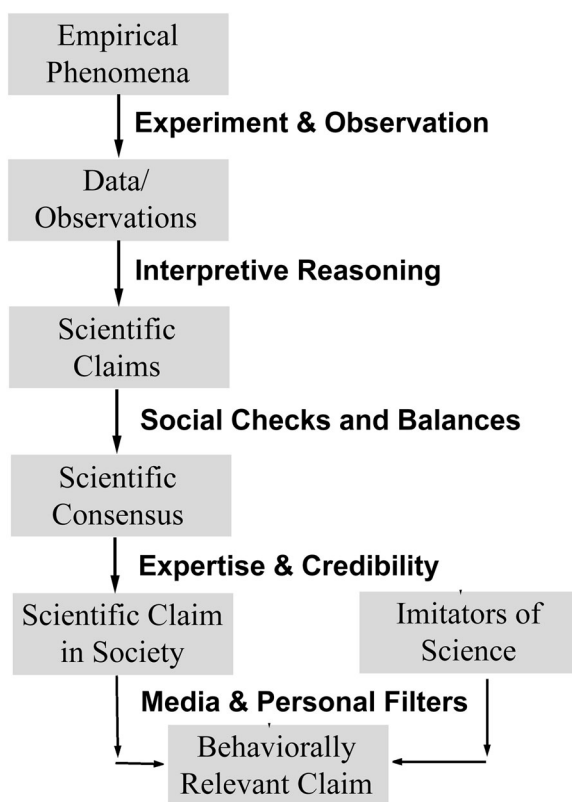 Empirical
Phenomena
Experiment & Observation
Data/
Observations
Interpretive Reasoning
Scientific
Claims
Social Checks and Balances
Scientific
Consensus
Expertise & Credibility
Scientific Claim
in Society
Imitators of
Science
Media & Personal Filters
Behaviorally
Relevant Claim